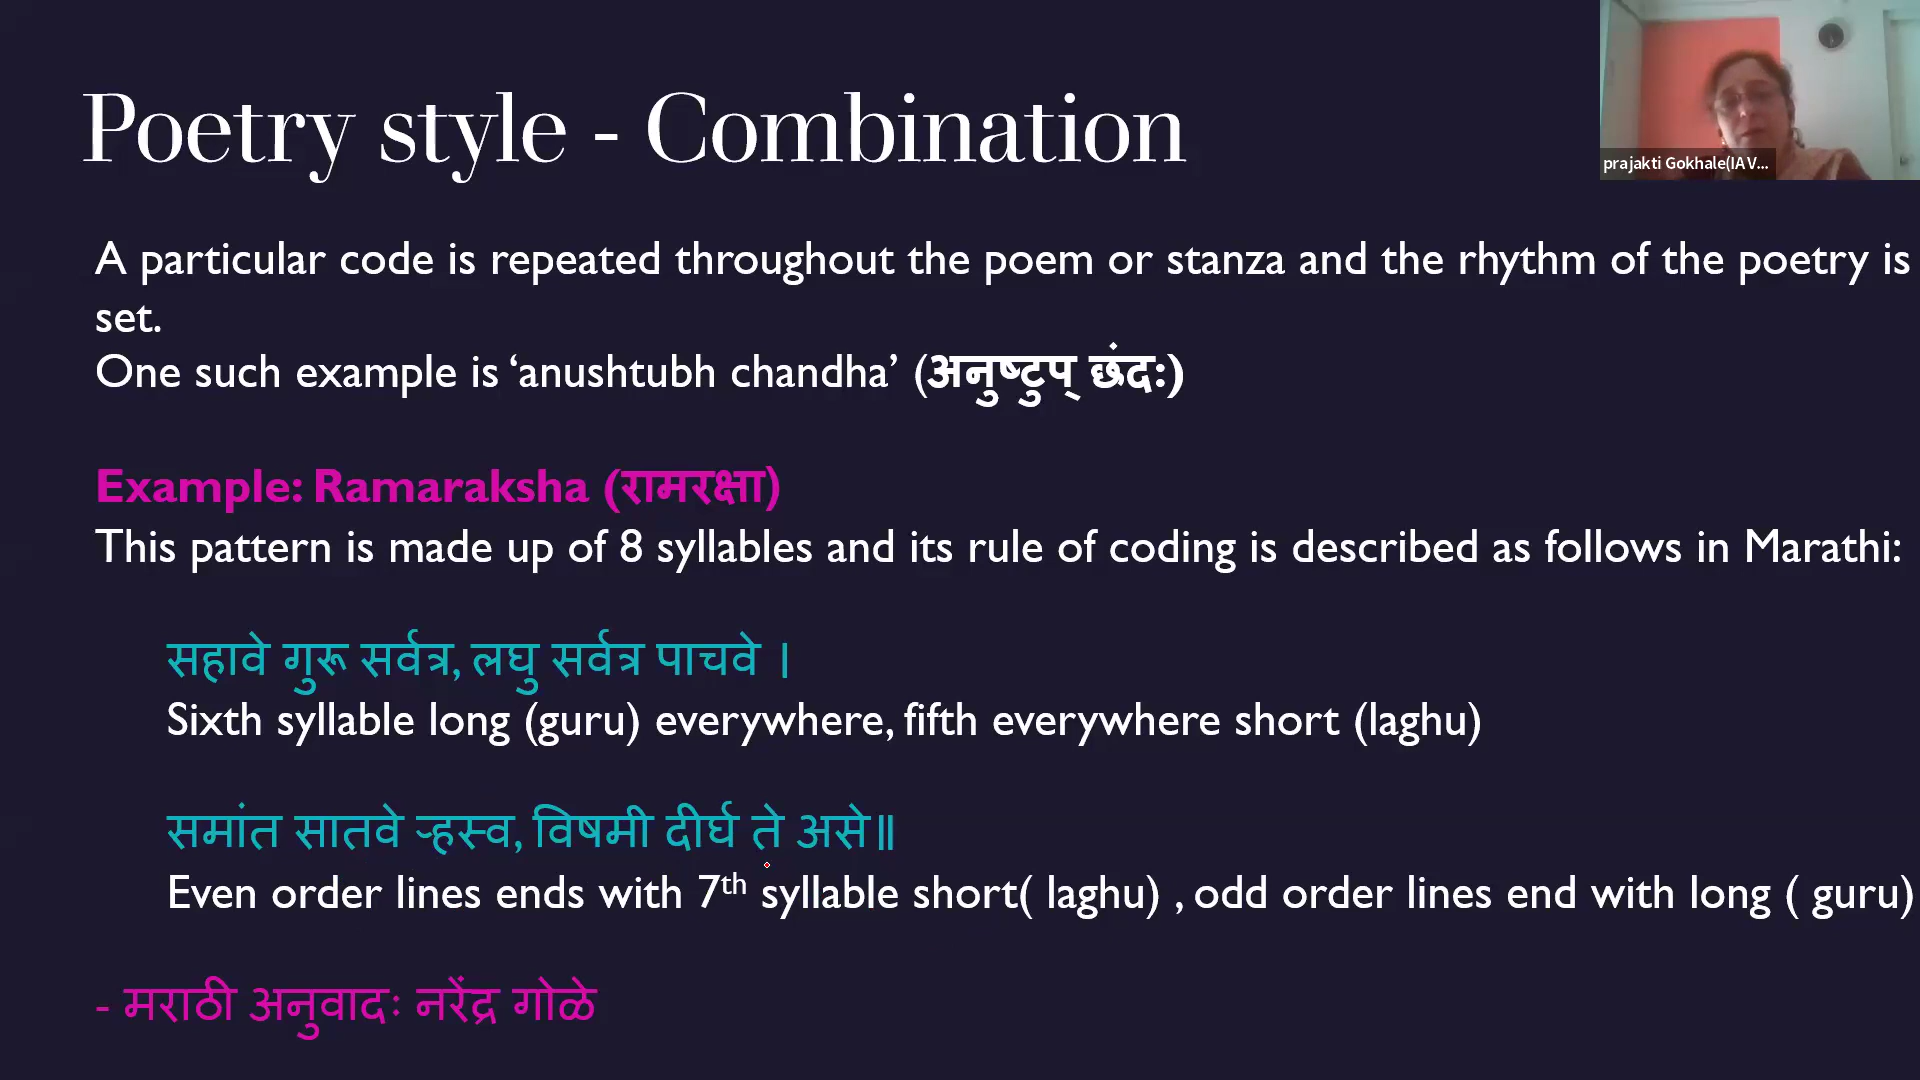 Poetry style - Combination
prajakti Gokhale(IAV...
A particular code is repeated throughout the poem or stanza and the rhythm of the poetry is
set.
One such example is ‘anushtubh chandha’ (अनुष्टुप् छंदः)
Example: Ramaraksha (रामरक्षा)
This pattern is made up of 8 syllables and its rule of coding is described as follows in Marathi:
सहावे गुरू सर्वत्र, लघु सर्वत्र पाचवे ।
Sixth syllable long (guru) everywhere, fifth everywhere short (laghu)
समांत सातवे ऱ्हस्व, विषमी दीर्घ ते असे॥
Even order lines ends with 7th syllable short( laghu) , odd order lines end with long ( guru)
- मराठी अनुवादः नरेंद्र गोळे